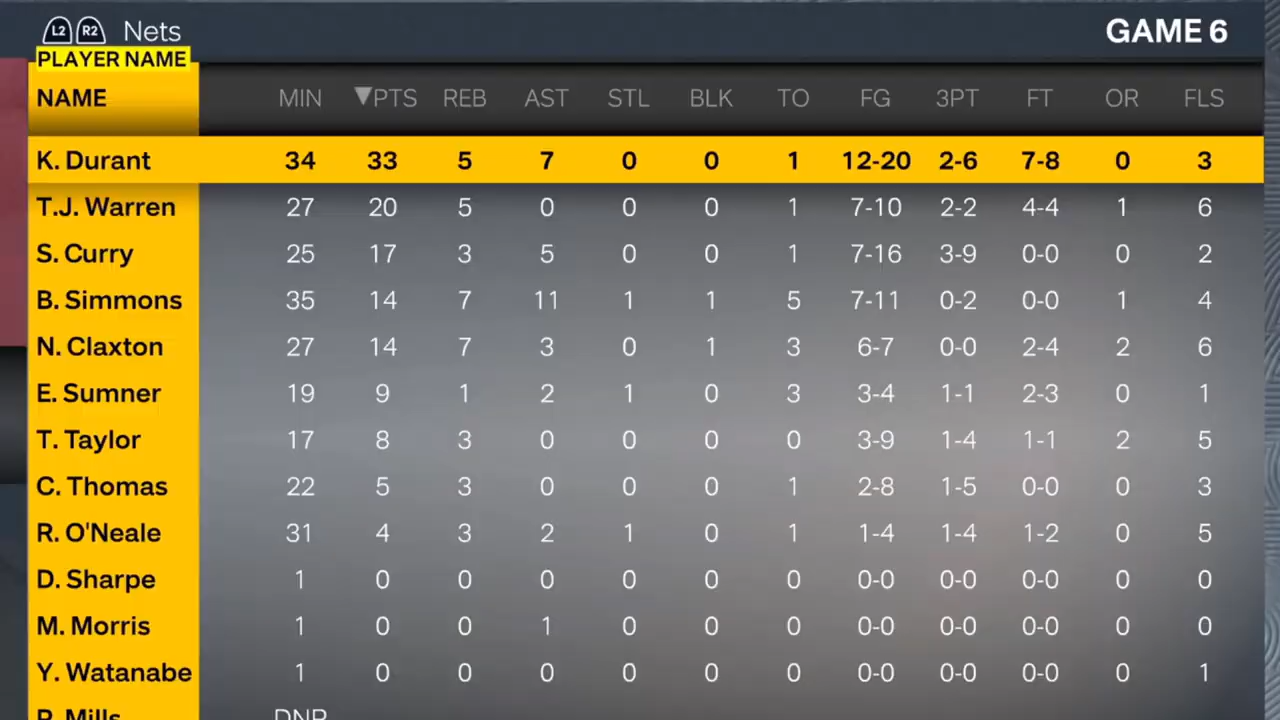 L2 R2 Nets GAME 6
PLAYER NAME
NAME MIN ▼PTS REB AST STL BLK TO FG 3PT FT OR FLS
K. Durant 34 33 5 7 0 0 1 12-20 2-6 7-8 0 3
T.J. Warren 27 20 5 0 0 0 1 7-10 2-2 4-4 1 6
S. Curry 25 17 3 5 0 0 1 7-16 3-9 0-0 0 2
B. Simmons 35 14 7 11 1 1 5 7-11 0-2 0-0 1 4
N. Claxton 27 14 7 3 0 1 3 6-7 0-0 2-4 2 6
E. Sumner 19 9 1 2 1 0 3 3-4 1-1 2-3 0 1
T. Taylor 17 8 3 0 0 0 0 3-9 1-4 1-1 2 5
C. Thomas 22 5 3 0 0 0 1 2-8 1-5 0-0 0 3
R. O'Neale 31 4 3 2 1 0 1 1-4 1-4 1-2 0 5
D. Sharpe 1 0 0 0 0 0 0 0-0 0-0 0-0 0 0
M. Morris 1 0 0 1 0 0 0 0-0 0-0 0-0 0 0
Y. Watanabe 1 0 0 0 0 0 0 0-0 0-0 0-0 0 1
P. Mills DNP